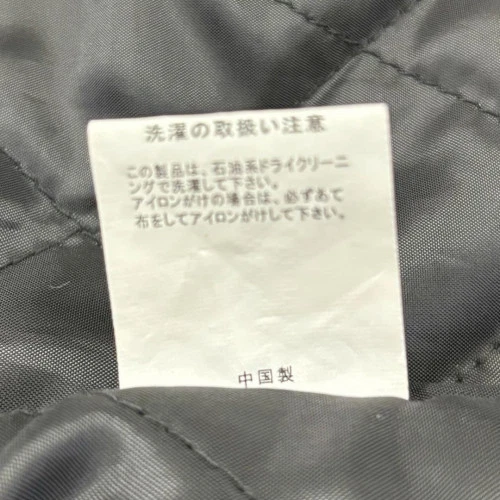 洗濯の取扱い注意
この製品は、石油系ドライクリーニ
ングで洗濯して下さい。
アイロンがけの場合は、必ずあて
布をしてアイロンがけして下さい。
中国製